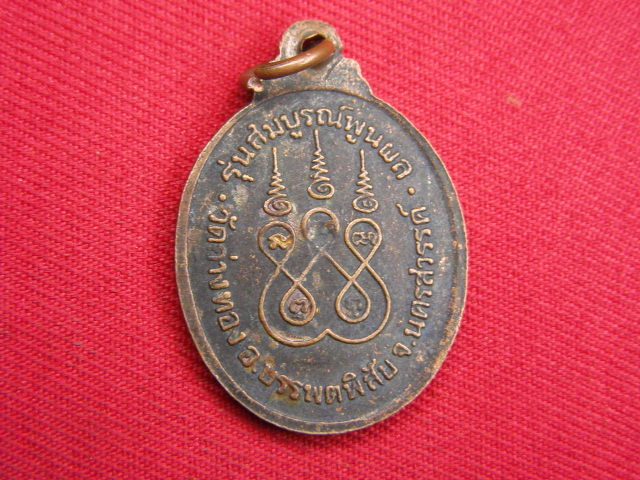 รุ่นสมบูรณ์พูนผล
วัดอ่างทอง อ.บรรพตพิสัย จ.นครสวรรค์